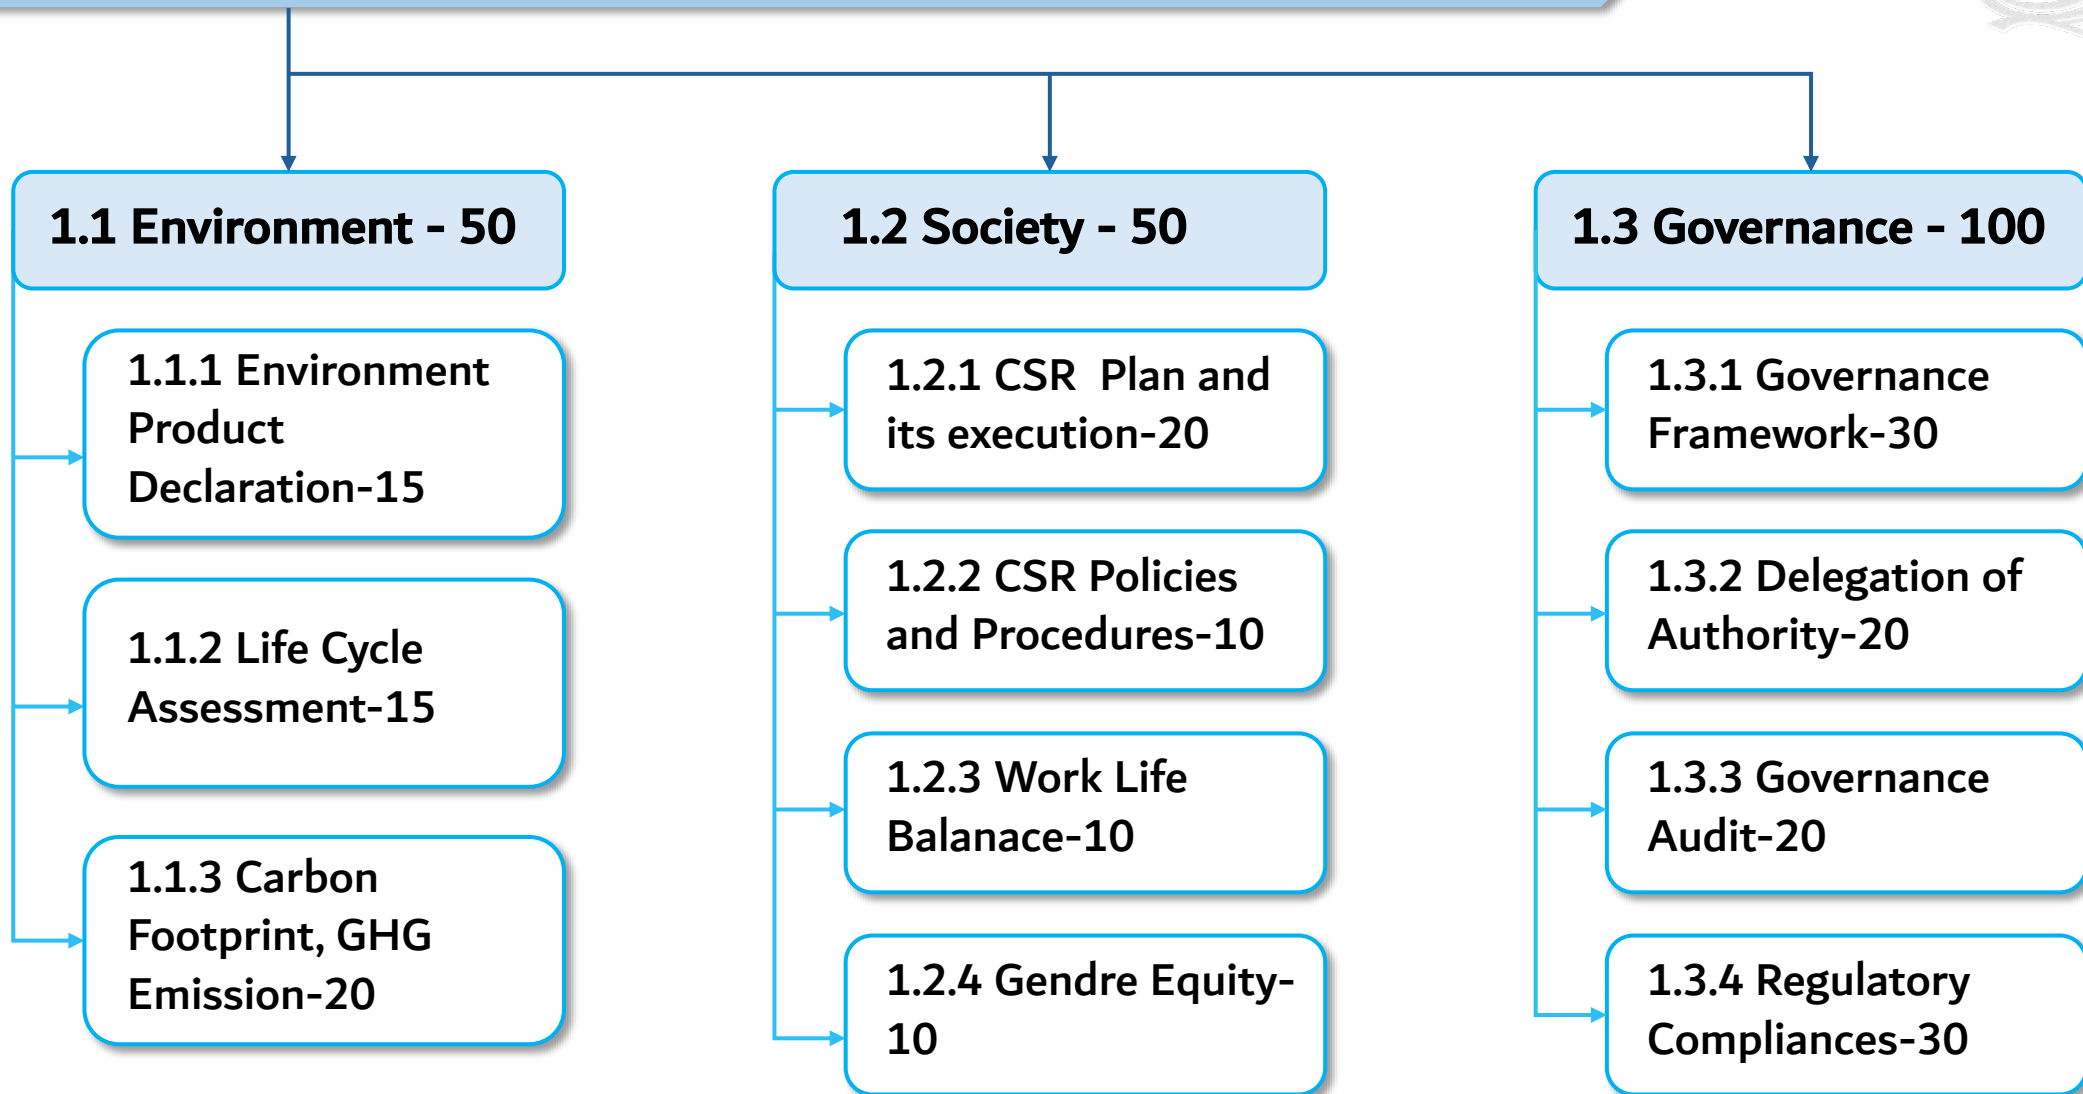 1.1 Environment - 50
1.1.1 Environment
Product
Declaration-15
1.1.2 Life Cycle
Assessment-15
1.1.3 Carbon
Footprint, GHG
Emission-20
1.2 Society - 50
1.2.1 CSR  Plan and
its execution-20
1.2.2 CSR Policies
and Procedures-10
1.2.3 Work Life
Balanace-10
1.2.4 Gendre Equity-
10
1.3 Governance - 100
1.3.1 Governance
Framework-30
1.3.2 Delegation of
Authority-20
1.3.3 Governance
Audit-20
1.3.4 Regulatory
Compliances-30